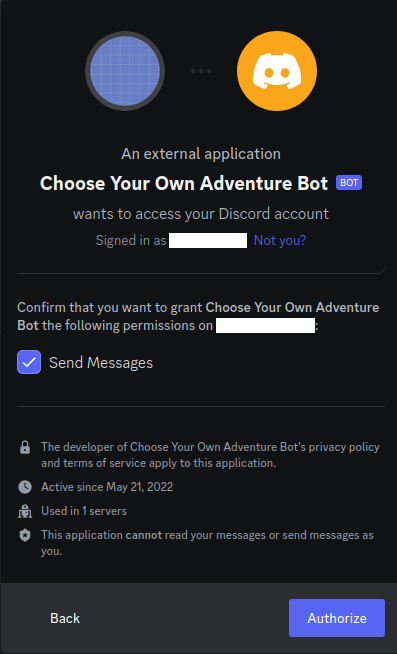 An external application
Choose Your Own Adventure Bot BOT
wants to access your Discord account
Signed in as Not you?
Confirm that you want to grant Choose Your Own Adventure
Bot the following permissions on :
Send Messages
The developer of Choose Your Own Adventure Bot's privacy policy
and terms of service apply to this application.
Active since May 21, 2022
Used in 1 servers
This application cannot read your messages or send messages as
you.
Back
Authorize